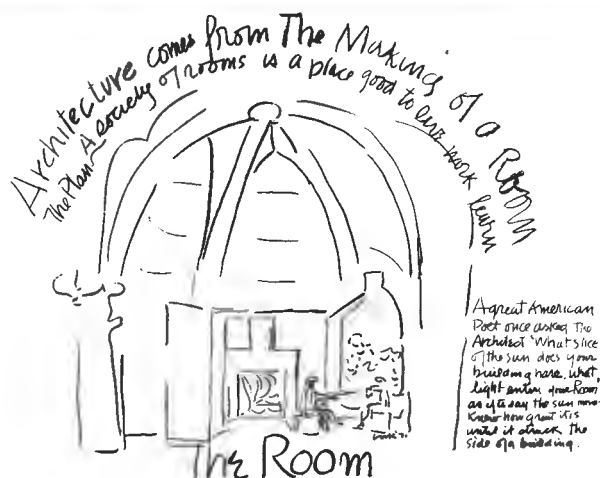 Architecture comes from The Making of a Room
The Plan A society of rooms is a place good to live work learn
A great American
Poet once asked The
Architect 'What slice
of the sun does your
building have, what
light enters your Room'
as if to say the sun never
knew how great it is
until it struck the
side of a building.
The Room